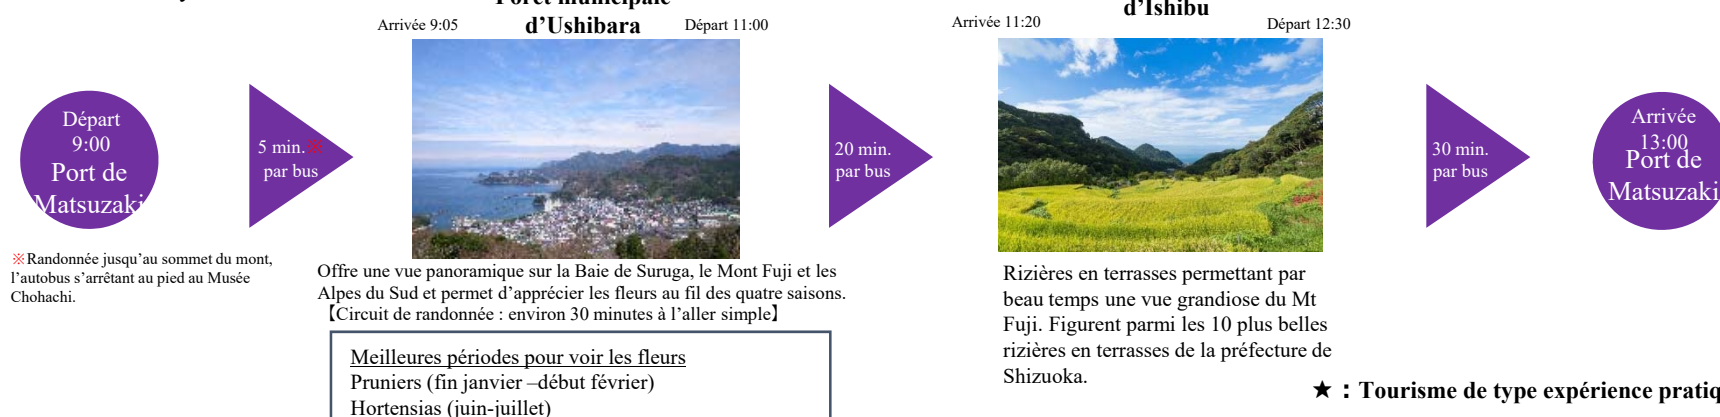 Forêt municipale
d’Ushibara
Arrivée 9:05
Départ 11:00
d’Ishibu
Arrivée 11:20
Départ 12:30
Départ
9:00
Port de
Matsuzaki
5 min.※
par bus
20 min.
par bus
30 min.
par bus
Arrivée
13:00
Port de
Matsuzaki
※Randonnée jusqu’au sommet du mont,
l’autobus s’arrêtant au pied au Musée
Chohachi.
Offre une vue panoramique sur la Baie de Suruga, le Mont Fuji et les
Alpes du Sud et permet d’apprécier les fleurs au fil des quatre saisons.
【Circuit de randonnée : environ 30 minutes à l’aller simple】
Meilleures périodes pour voir les fleurs
Pruniers (fin janvier –début février)
Hortensias (juin-juillet)
Rizières en terrasses permettant par
beau temps une vue grandiose du Mt
Fuji. Figurent parmi les 10 plus belles
rizières en terrasses de la préfecture de
Shizuoka.
★：Tourisme de type expérience pratiq